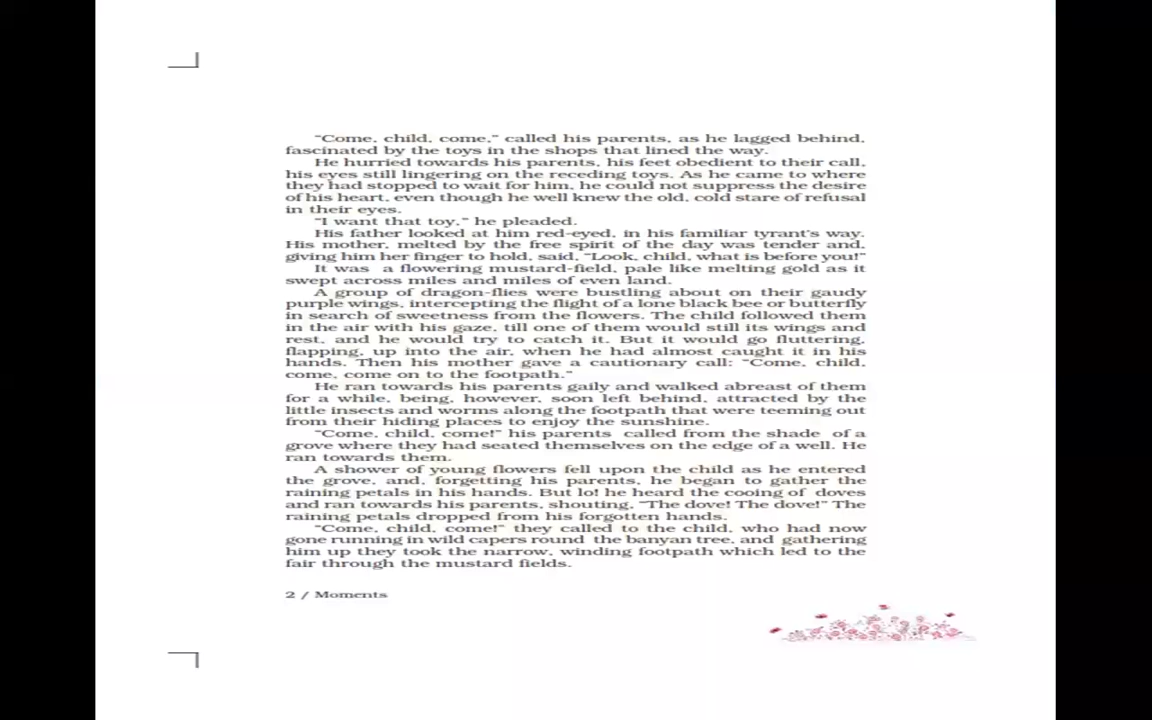 “Come, child, come,” called his parents, as he lagged behind,
fascinated by the toys in the shops that lined the way.
He hurried towards his parents, his feet obedient to their call,
his eyes still lingering on the receding toys. As he came to where
they had stopped to wait for him, he could not suppress the desire
of his heart, even though he well knew the old, cold stare of refusal
in their eyes.
“I want that toy,” he pleaded.
His father looked at him red-eyed, in his familiar tyrant's way.
His mother, melted by the free spirit of the day was tender and,
giving him her finger to hold, said, “Look, child, what is before you!”
It was a flowering mustard-field, pale like melting gold as it
swept across miles and miles of even land.
A group of dragon-flies were bustling about on their gaudy
purple wings, intercepting the flight of a lone black bee or butterfly
in search of sweetness from the flowers. The child followed them
in the air with his gaze, till one of them would still its wings and
rest, and he would try to catch it. But it would go fluttering,
flapping, up into the air, when he had almost caught it in his
hands. Then his mother gave a cautionary call: “Come, child,
come, come on to the footpath.”
He ran towards his parents gaily and walked abreast of them
for a while, being, however, soon left behind, attracted by the
little insects and worms along the footpath that were teeming out
from their hiding places to enjoy the sunshine.
“Come, child, come!” his parents called from the shade of a
grove where they had seated themselves on the edge of a well. He
ran towards them.
A shower of young flowers fell upon the child as he entered
the grove, and, forgetting his parents, he began to gather the
raining petals in his hands. But lo! he heard the cooing of doves
and ran towards his parents, shouting, “The dove! The dove!” The
raining petals dropped from his forgotten hands.
“Come, child, come!” they called to the child, who had now
gone running in wild capers round the banyan tree, and gathering
him up they took the narrow, winding footpath which led to the
fair through the mustard fields.
2 / Moments